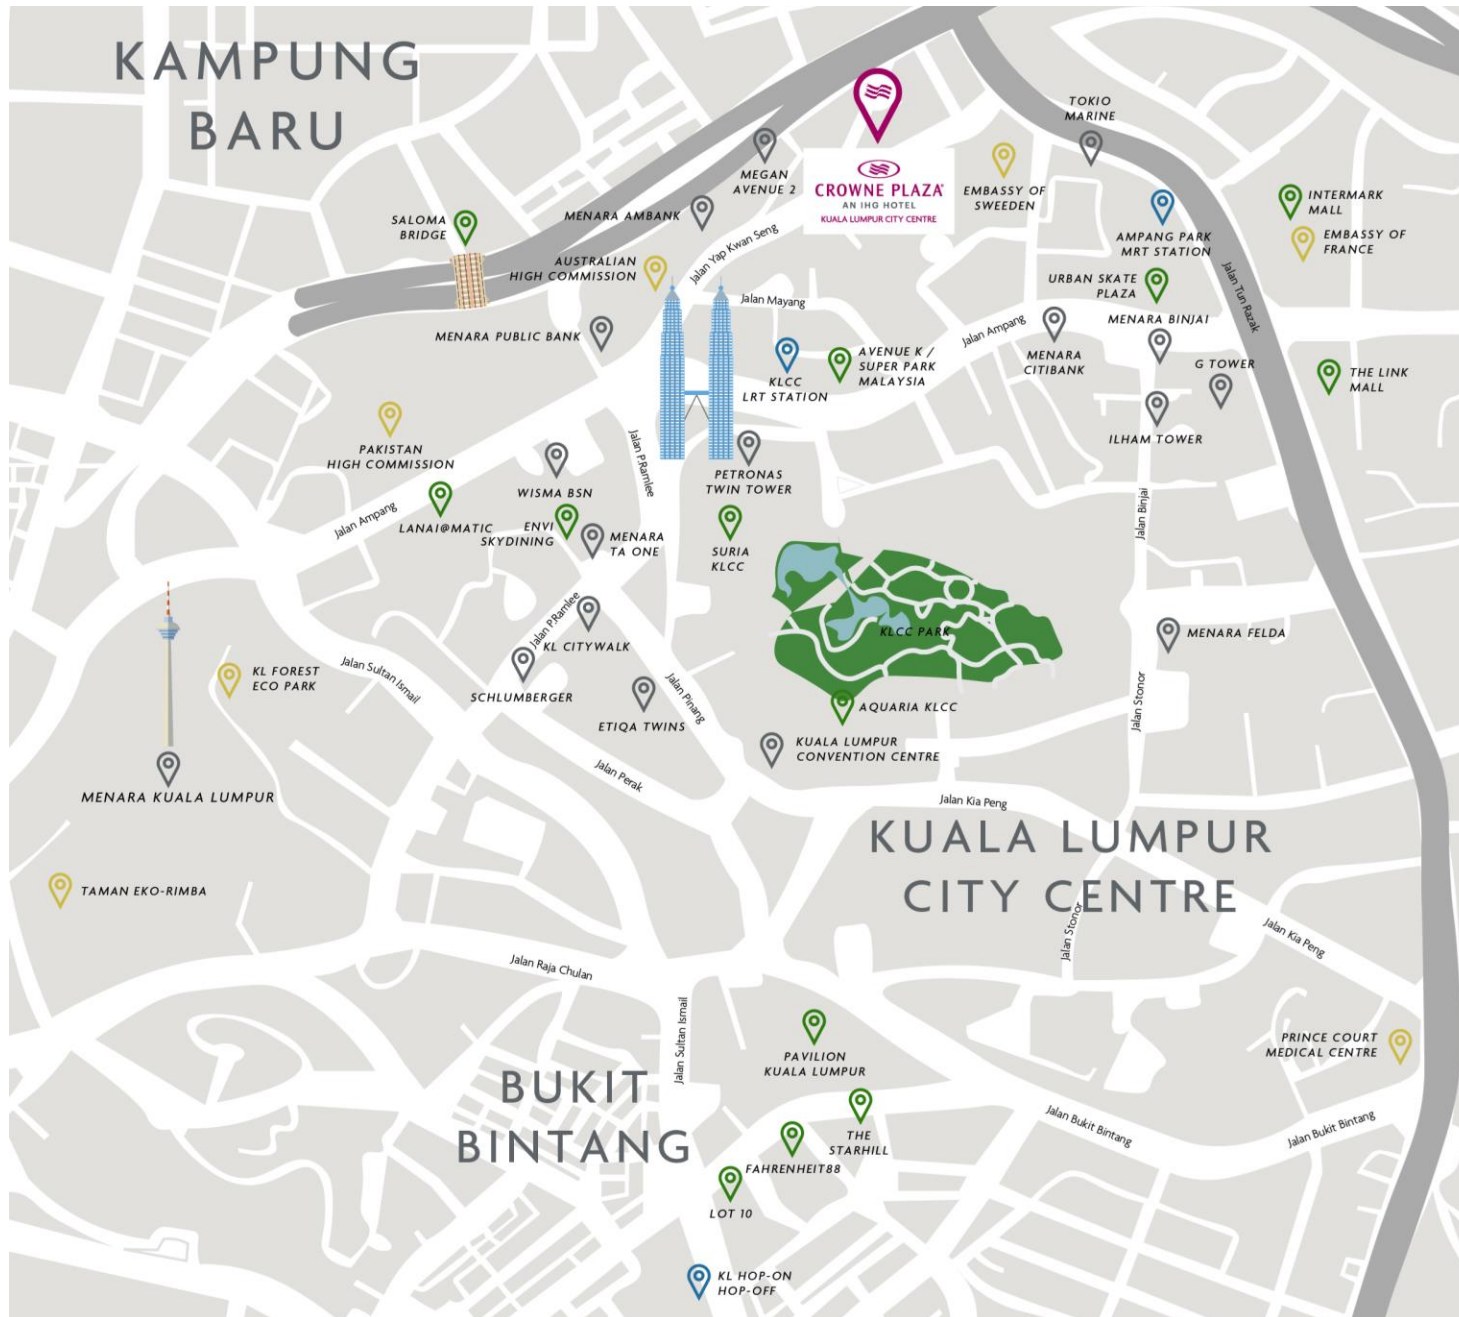 KAMPUNG
BARU
TOKIO
MARINE
MEGAN
AVENUE 2
CROWNE PLAZA
AN IHG HOTEL
KUALA LUMPUR CITY CENTRE
EMBASSY OF
SWEEDEN
INTERMARK
MALL
SALOMA
BRIDGE
MENARA AMBANK
Jalan Yap Kwan Seng
AMPANG PARK
MRT STATION
EMBASSY OF
FRANCE
AUSTRALIAN
HIGH COMMISSION
Jalan Mayang
URBAN SKATE
PLAZA
Jalan Tun Razak
MENARA PUBLIC BANK
Jalan Ampang
MENARA BINJAI
KLCC
LRT STATION
AVENUE K /
SUPER PARK
MALAYSIA
MENARA
CITIBANK
G TOWER
THE LINK
MALL
PAKISTAN
HIGH COMMISSION
Jalan P.Ramlee
ILHAM TOWER
WISMA BSN
PETRONAS
TWIN TOWER
Jalan Ampang
LANAI@MATIC
ENVI
SKYDINING
MENARA
TA ONE
SURIA
KLCC
Jalan Binjai
Jalan P.Ramlee
KLCC PARK
MENARA FELDA
KL CITYWALK
KL FOREST
ECO PARK
Jalan Sultan Ismail
SCHLUMBERGER
ETIQA TWINS
Jalan Pinang
AQUARIA KLCC
Jalan Stonor
KUALA LUMPUR
CONVENTION CENTRE
MENARA KUALA LUMPUR
Jalan Perak
Jalan Kia Peng
KUALA LUMPUR
CITY CENTRE
TAMAN EKO-RIMBA
Jalan Stonor
Jalan Kia Peng
Jalan Raja Chulan
Jalan Sultan Ismail
PAVILION
KUALA LUMPUR
PRINCE COURT
MEDICAL CENTRE
BUKIT
BINTANG
Jalan Bukit Bintang
Jalan Bukit Bintang
THE
STARHILL
FAHRENHEIT88
LOT 10
KL HOP-ON
HOP-OFF